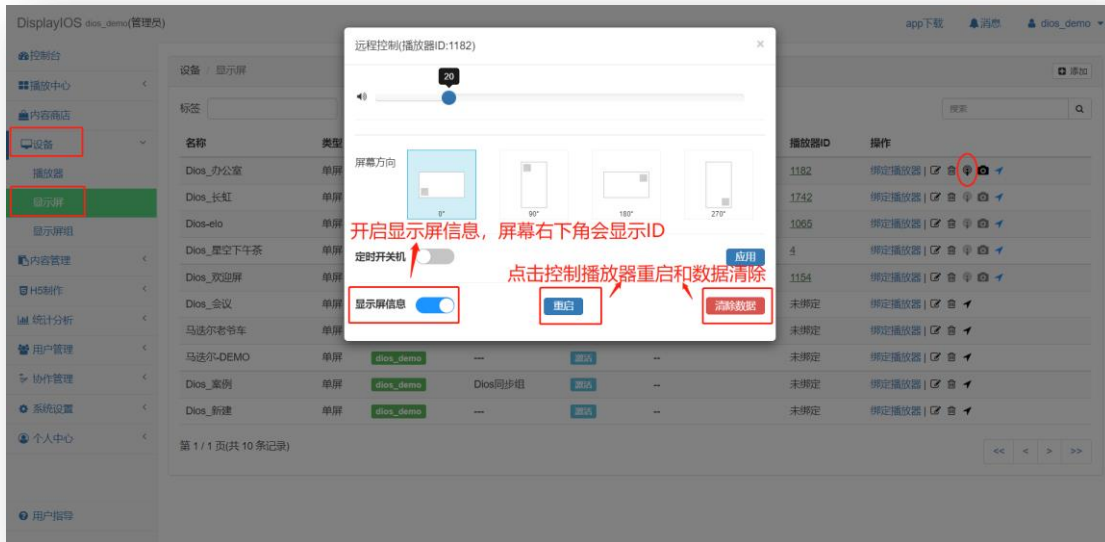 DisplayIOS dios_demo(管理员)
app下载 消息 dios_demo
控制台
播放中心
内容商店
设备
播放器
显示屏
显示屏组
内容管理
H5制作
统计分析
用户管理
协作管理
系统设置
个人中心
用户指导
设备 / 显示屏 添加
标签 搜索
远程控制(播放器ID:1182) ×
20
屏幕方向
0° 90° 180° 270°
开启显示屏信息，屏幕右下角会显示ID
定时开关机 应用
点击控制播放器重启和数据清除
显示屏信息 重启 清除数据
名称 类型 播放器ID 操作
Dios_办公室 单屏 1182 绑定播放器 |
Dios_长虹 单屏 1742 绑定播放器 |
Dios-elo 单屏 1065 绑定播放器 |
Dios_星空下午茶 单屏 4 绑定播放器 |
Dios_欢迎屏 单屏 1154 绑定播放器 |
Dios_会议 单屏 未绑定 绑定播放器 |
马迭尔老爷车 单屏 未绑定 绑定播放器 |
马迭尔-DEMO 单屏 dios_demo --- 激活 -- 未绑定 绑定播放器 |
Dios_案例 单屏 dios_demo Dios同步组 激活 -- 未绑定 绑定播放器 |
Dios_新建 单屏 dios_demo --- 激活 -- 未绑定 绑定播放器 |
第 1 / 1 页(共 10 条记录) << < > >>